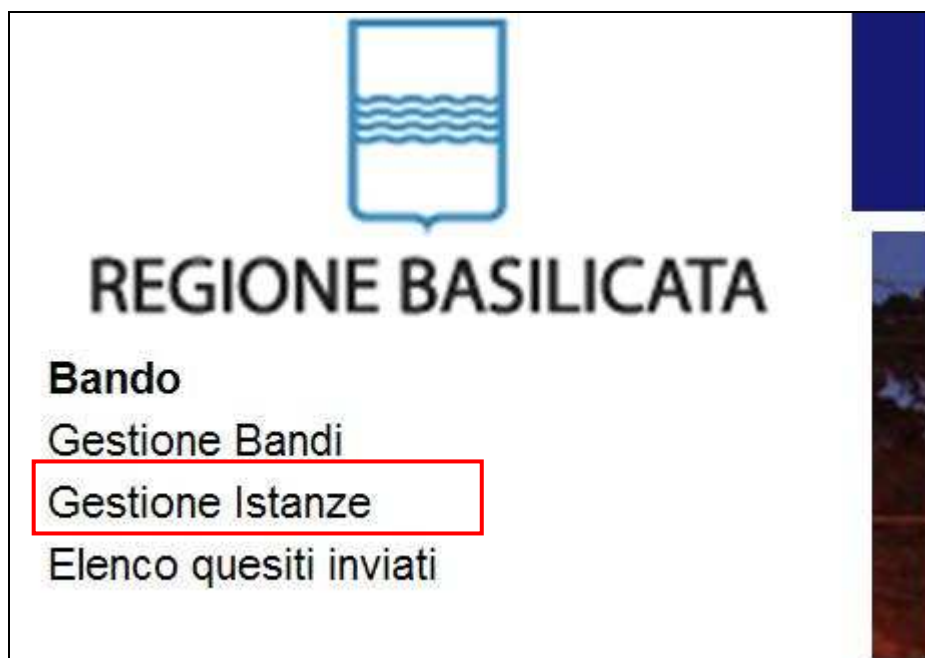 REGIONE BASILICATA
Bando
Gestione Bandi
Gestione Istanze
Elenco quesiti inviati